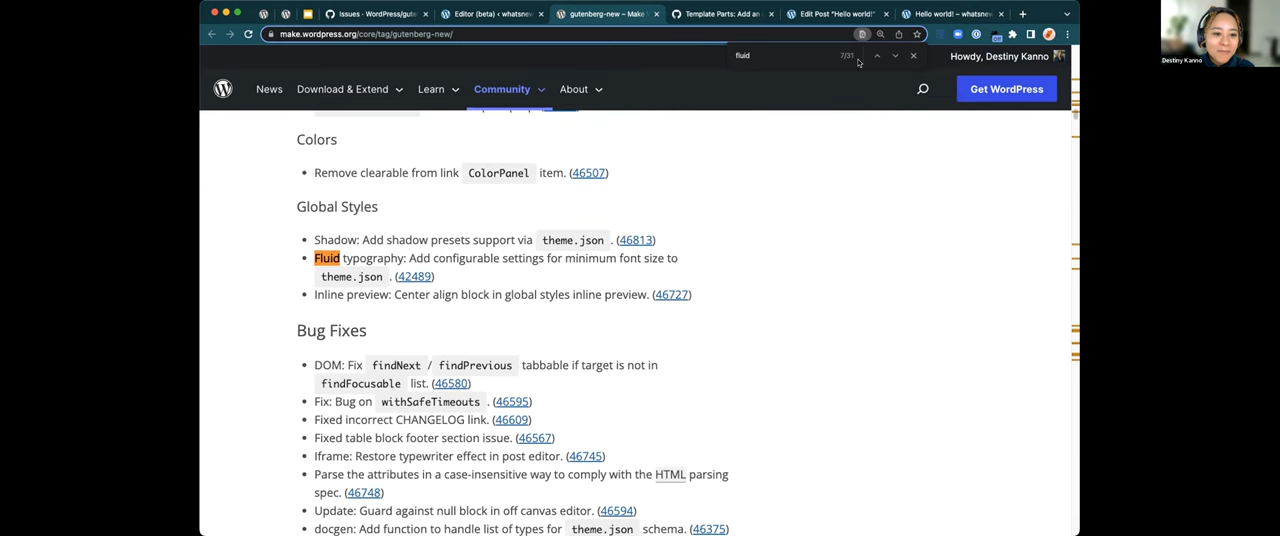 Issues · WordPress/gute
Editor (beta) ‹ whatsnew
gutenberg-new – Make
Template Parts: Add an
Edit Post "Hello world!"
Hello world! – whatsnew
make.wordpress.org/core/tag/gutenberg-new/
Off
fluid
7/31
Howdy, Destiny Kanno
News
Download & Extend
Learn
Community
About
Get WordPress
Colors
Remove clearable from link ColorPanel item. (46507)
Global Styles
Shadow: Add shadow presets support via theme.json . (46813)
Fluid typography: Add configurable settings for minimum font size to
theme.json . (42489)
Inline preview: Center align block in global styles inline preview. (46727)
Bug Fixes
DOM: Fix findNext / findPrevious tabbable if target is not in
findFocusable list. (46580)
Fix: Bug on withSafeTimeouts . (46595)
Fixed incorrect CHANGELOG link. (46609)
Fixed table block footer section issue. (46567)
Iframe: Restore typewriter effect in post editor. (46745)
Parse the attributes in a case-insensitive way to comply with the HTML parsing
spec. (46748)
Update: Guard against null block in off canvas editor. (46594)
docgen: Add function to handle list of types for theme.json schema. (46375)
Destiny Kanno